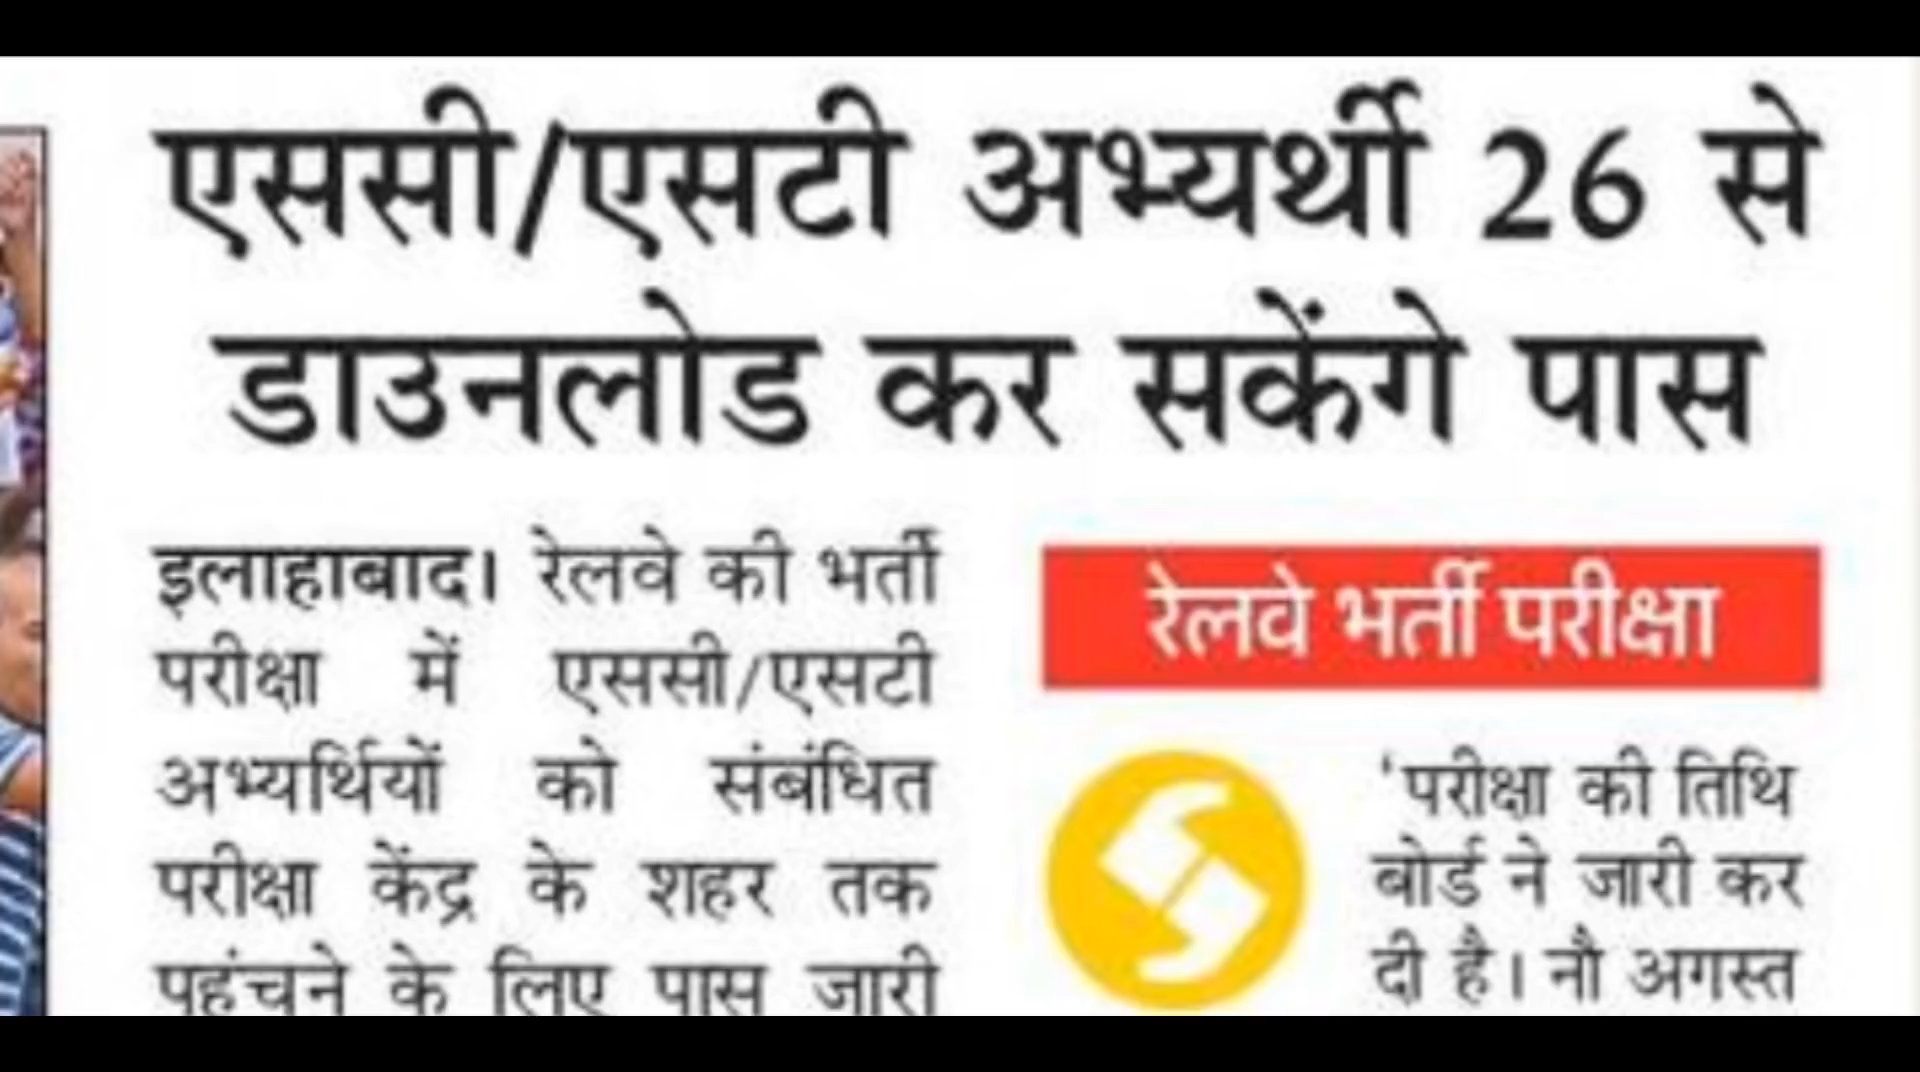 एससी/एसटी अभ्यर्थी 26 से
डाउनलोड कर सकेंगे पास
इलाहाबाद। रेलवे की भर्ती
परीक्षा में एससी/एसटी
अभ्यर्थियों को संबंधित
परीक्षा केंद्र के शहर तक
पहुंचने के लिए पास जारी
रेलवे भर्ती परीक्षा
‘परीक्षा की तिथि
बोर्ड ने जारी कर
दी है। नौ अगस्त